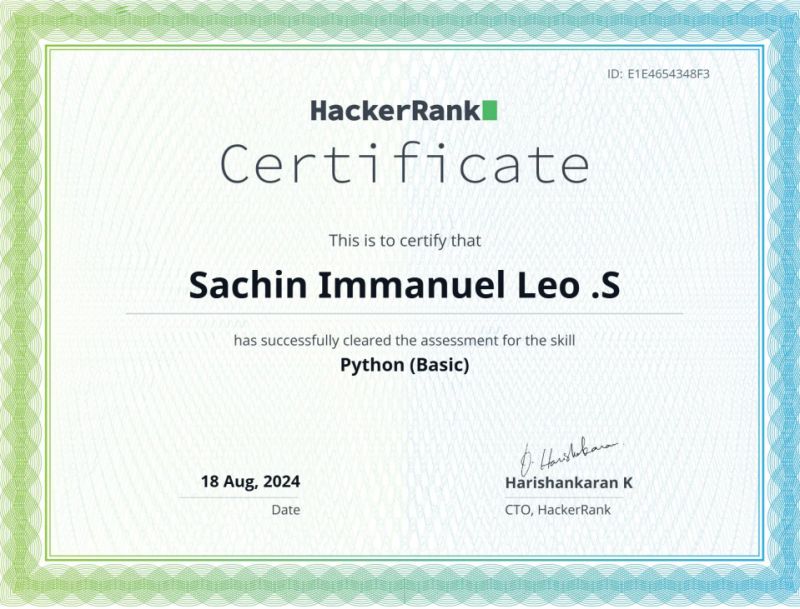 ID: E1E4654348F3
HackerRank
Certificate
This is to certify that
Sachin Immanuel Leo .S
has successfully cleared the assessment for the skill
Python (Basic)
18 Aug, 2024
Date
Harishankaran K
CTO, HackerRank